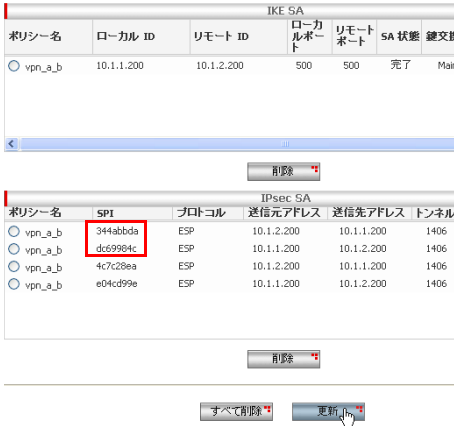 IKE SA
ポリシー名 ローカル ID リモート ID ローカルポート リモートポート SA 状態 鍵交換
vpn_a_b 10.1.1.200 10.1.2.200 500 500 完了 Main
削除
IPsec SA
ポリシー名 SPI プロトコル 送信元アドレス 送信先アドレス トンネル
vpn_a_b 344abbda ESP 10.1.2.200 10.1.1.200 1406
vpn_a_b dc69984c ESP 10.1.1.200 10.1.2.200 1406
vpn_a_b 4c7c28ea ESP 10.1.2.200 10.1.1.200 1406
vpn_a_b e04cd99e ESP 10.1.1.200 10.1.2.200 1406
削除
すべて削除 更新